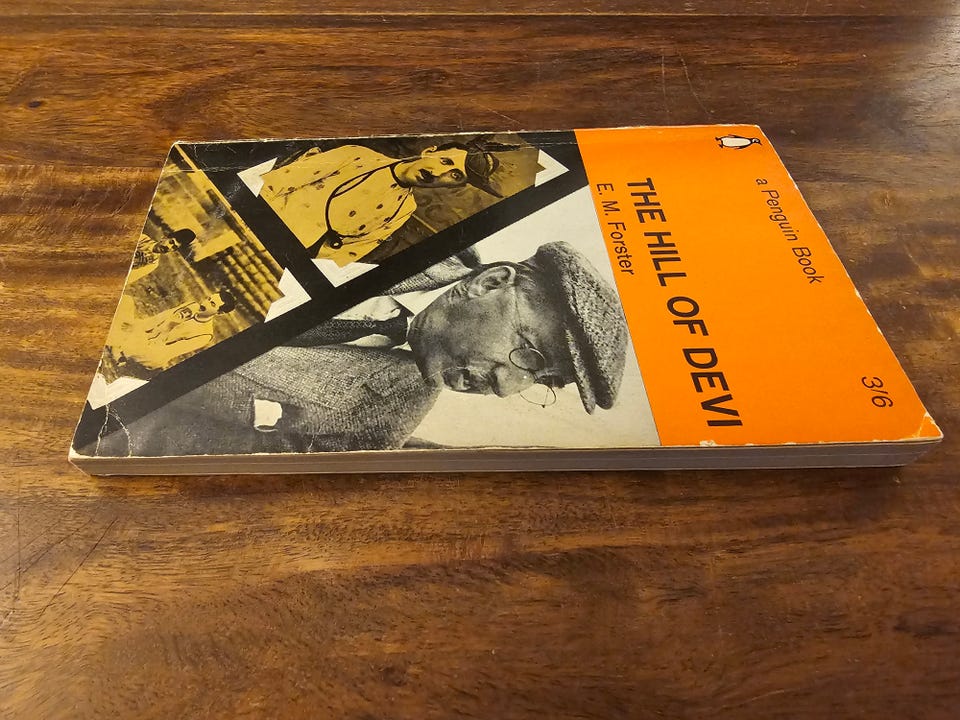 a Penguin Book
3/6
THE HILL OF DEVI
E. M. Forster